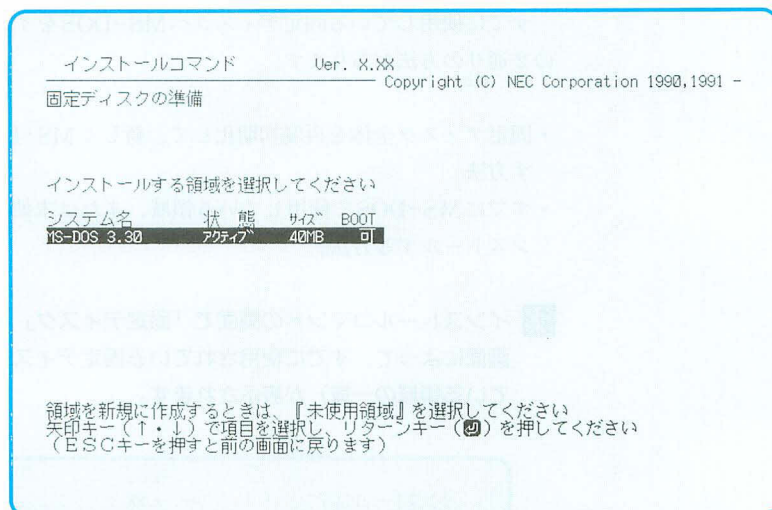 インストールコマンド Ver. X.XX
Copyright (C) NEC Corporation 1990,1991
固定ディスクの準備
インストールする領域を選択してください
システム名 状 態 ｻｲｽﾞ BOOT
MS-DOS 3.30 ｱｸﾃｨﾌﾞ 40MB 可
領域を新規に作成するときは、『未使用領域』を選択してください
矢印キー（↑・↓）で項目を選択し、リターンキー（↵）を押してください
（ＥＳＣキーを押すと前の画面に戻ります）